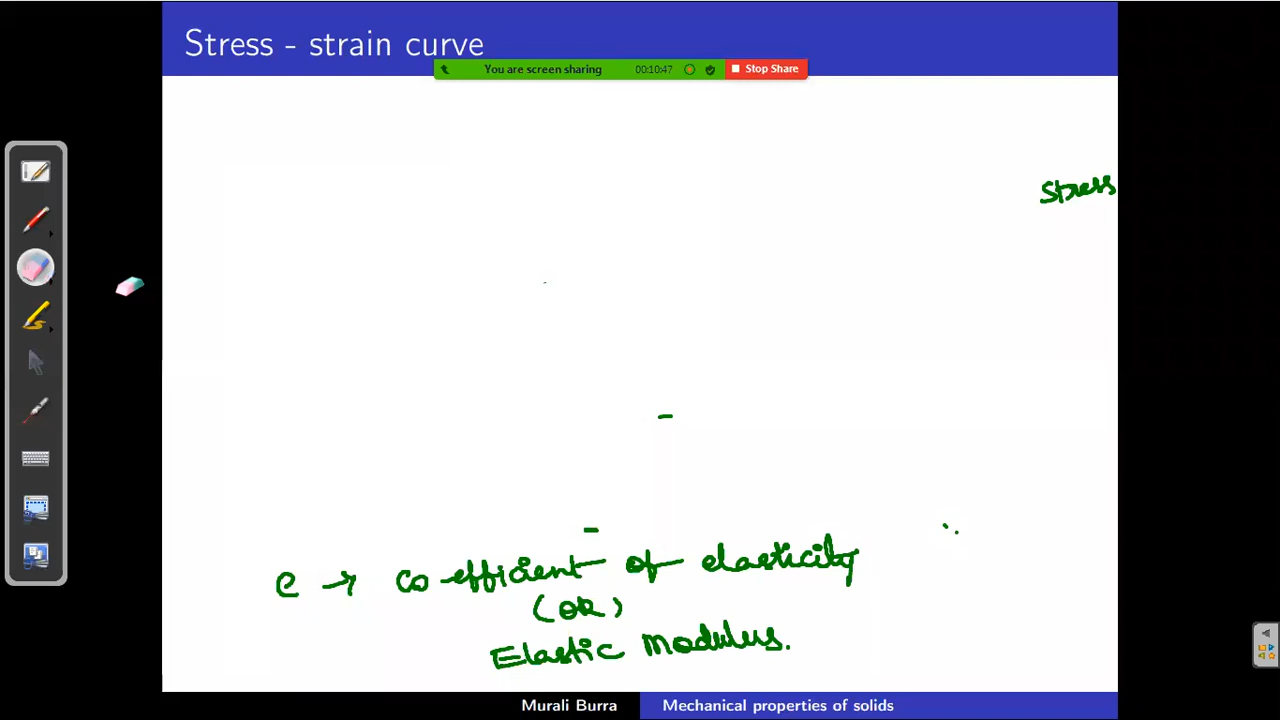 Stress - strain curve
You are screen sharing 00:10:47 Stop Share
Stress
e → Co-efficient of elasticity
(OR)
Elastic Modulus.
Murali Burra Mechanical properties of solids